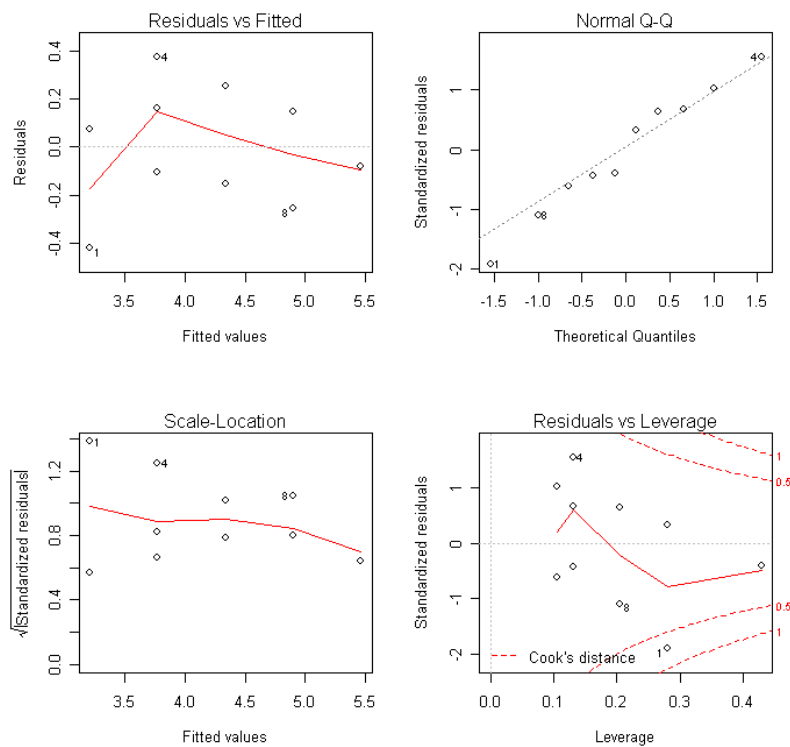 Residuals vs Fitted
Residuals
0.4
0.2
0.0
-0.2
-0.4
4
1
8
3.5 4.0 4.5 5.0 5.5
Fitted values
Normal Q-Q
Standardized residuals
1
0
-1
-2
4
8
1
-1.5 -1.0 -0.5 0.0 0.5 1.0 1.5
Theoretical Quantiles
Scale-Location
√|Standardized residuals|
1.2
0.8
0.4
0.0
1
4
8
3.5 4.0 4.5 5.0 5.5
Fitted values
Residuals vs Leverage
Standardized residuals
1
0
-1
-2
4
8
1
1
0.5
0.5
1
Cook's distance
0.0 0.1 0.2 0.3 0.4
Leverage